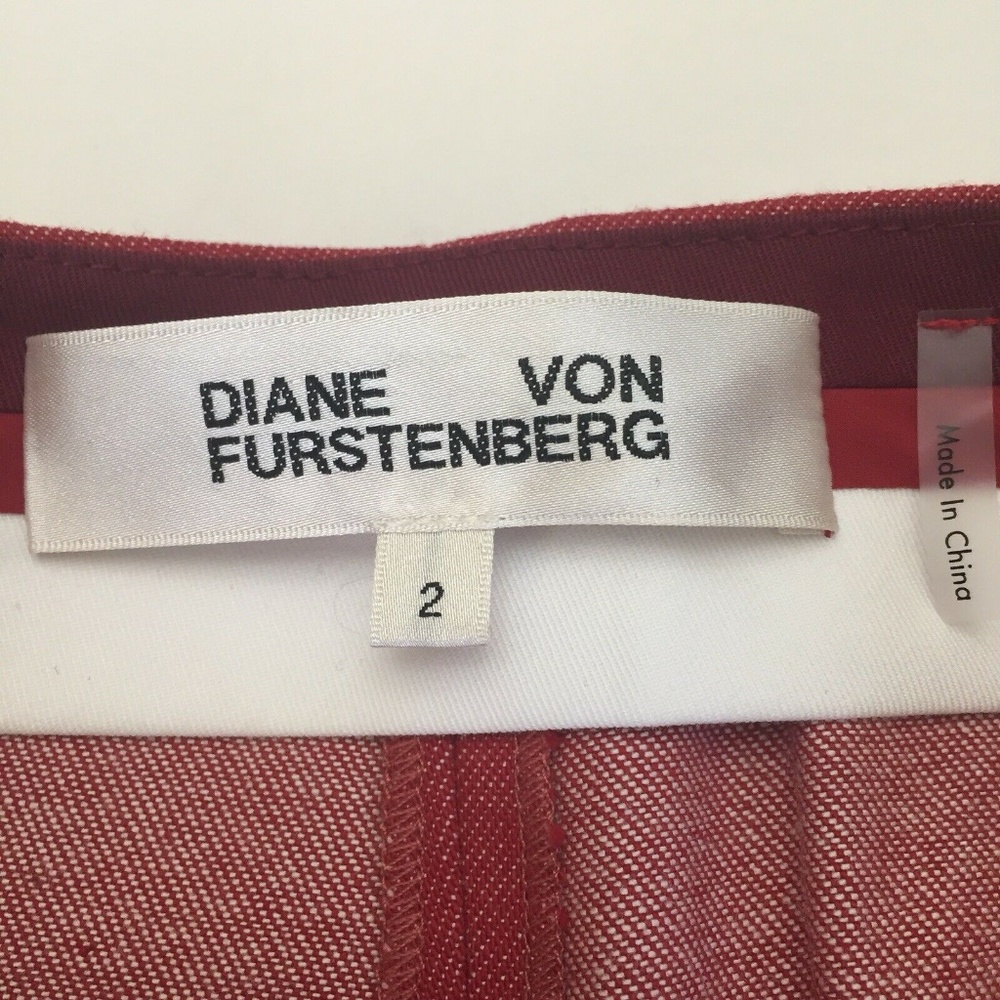 DIANE VON
FURSTENBERG
2
Made In China